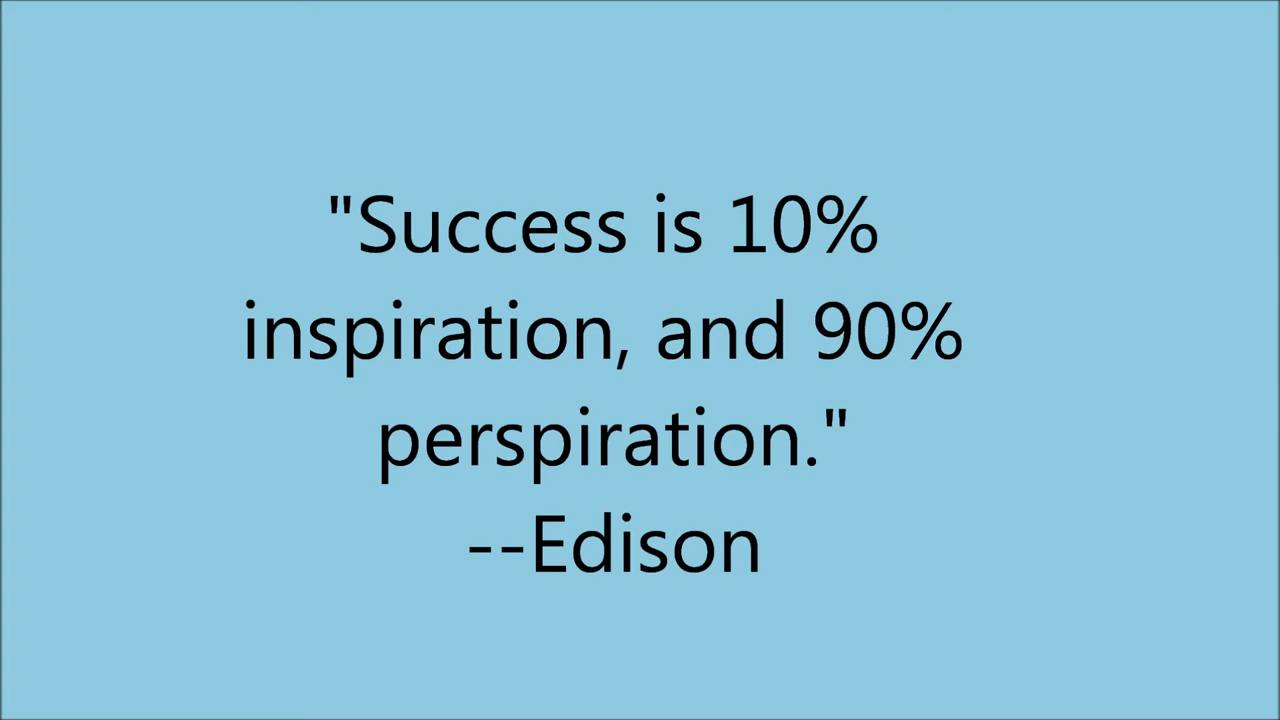 "Success is 10%
inspiration, and 90%
perspiration."
--Edison